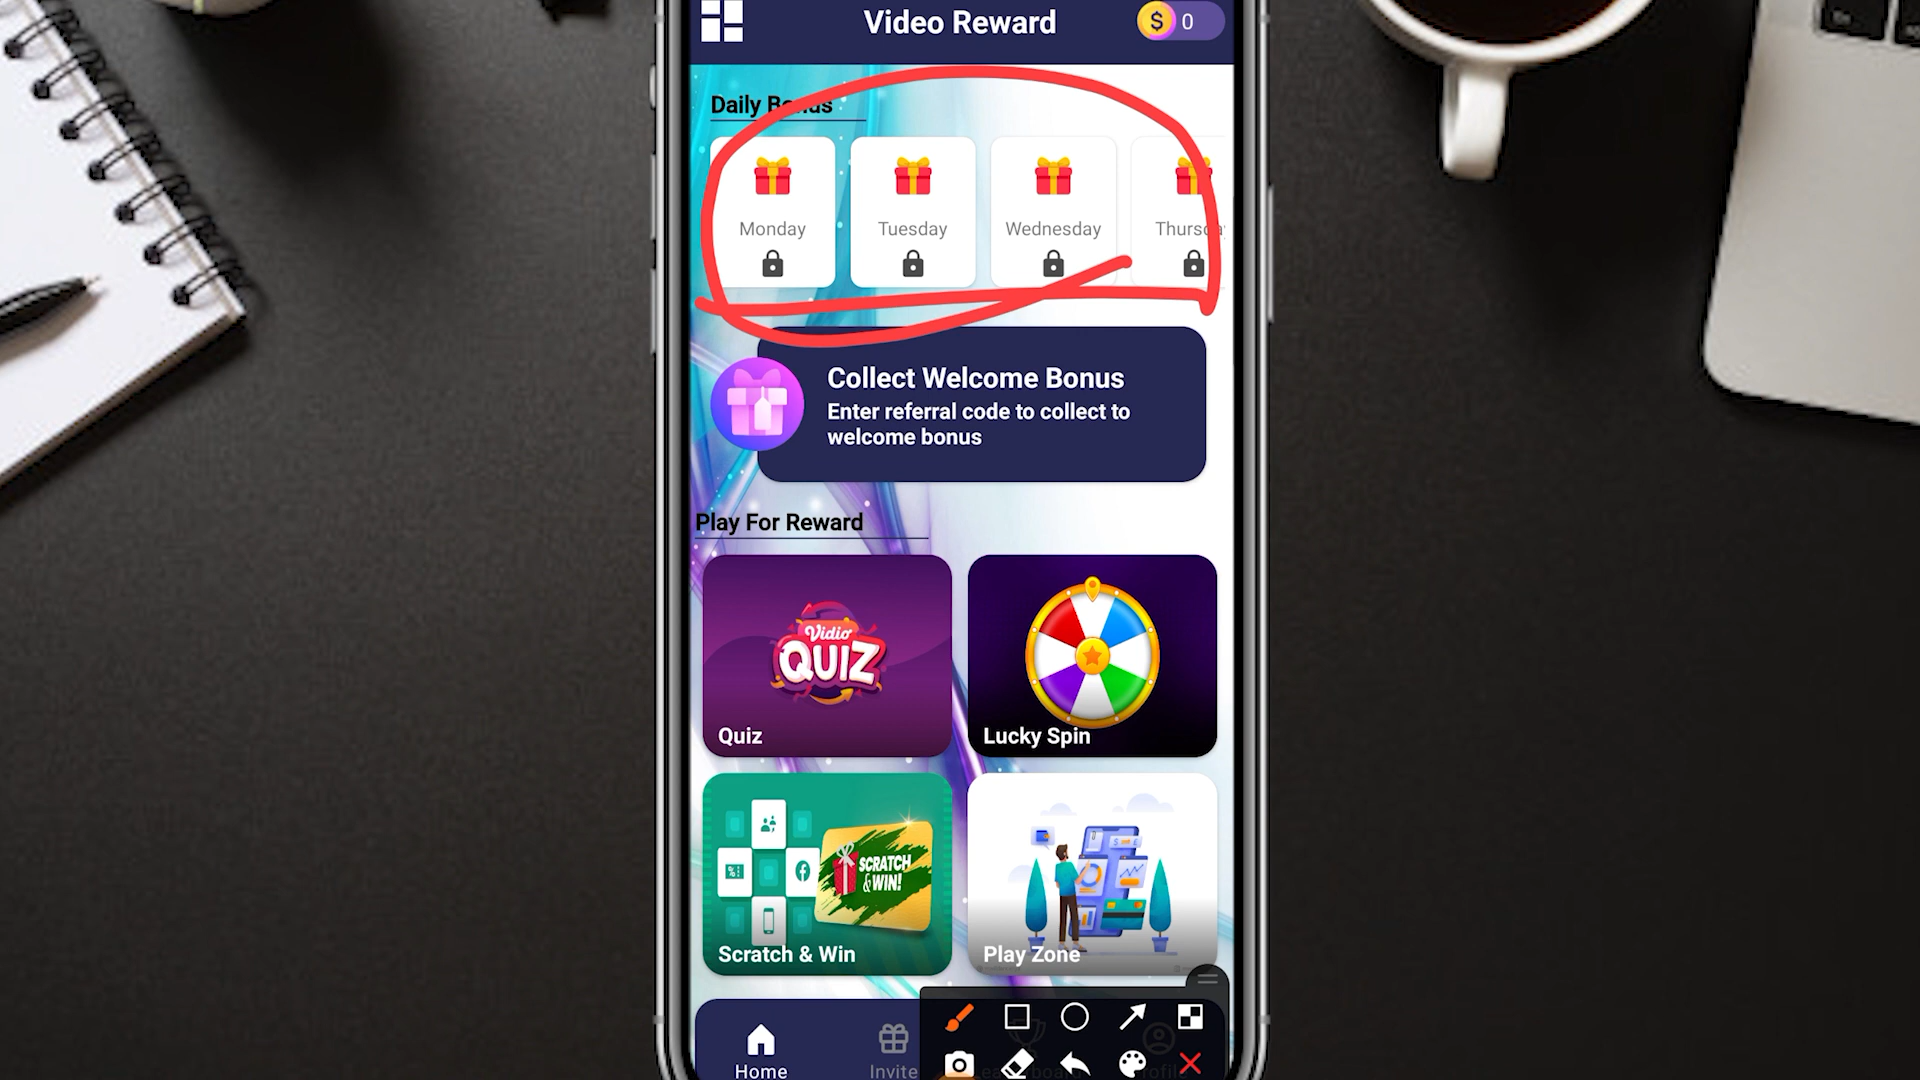 Video Reward
0
Daily Bonus
Monday
Tuesday
Wednesday
Collect Welcome Bonus
Enter referral code to collect to
welcome bonus
Play For Reward
Vidio
QUIZ
Quiz
Lucky Spin
SCRATCH
& WIN!
Scratch & Win
Play Zone
Home
Invite